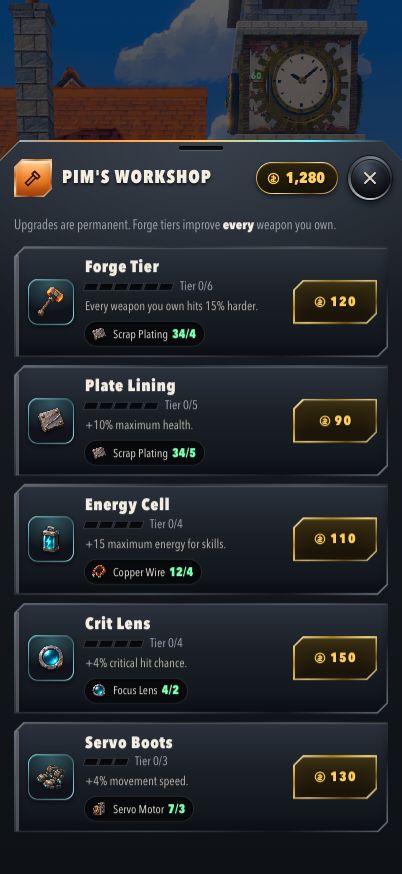 60
PIM'S WORKSHOP
1,280
Upgrades are permanent. Forge tiers improve every weapon you own.
Forge Tier
Tier 0/6
Every weapon you own hits 15% harder.
Scrap Plating 34/4
120
Plate Lining
Tier 0/5
+10% maximum health.
Scrap Plating 34/5
90
Energy Cell
Tier 0/4
+15 maximum energy for skills.
Copper Wire 12/4
110
Crit Lens
Tier 0/4
+4% critical hit chance.
Focus Lens 4/2
150
Servo Boots
Tier 0/3
+4% movement speed.
Servo Motor 7/3
130